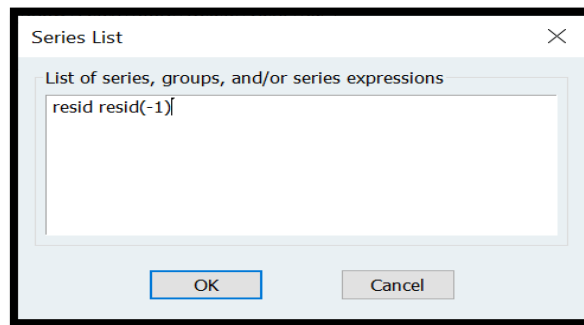 Series List
List of series, groups, and/or series expressions
resid resid(-1)
OK Cancel